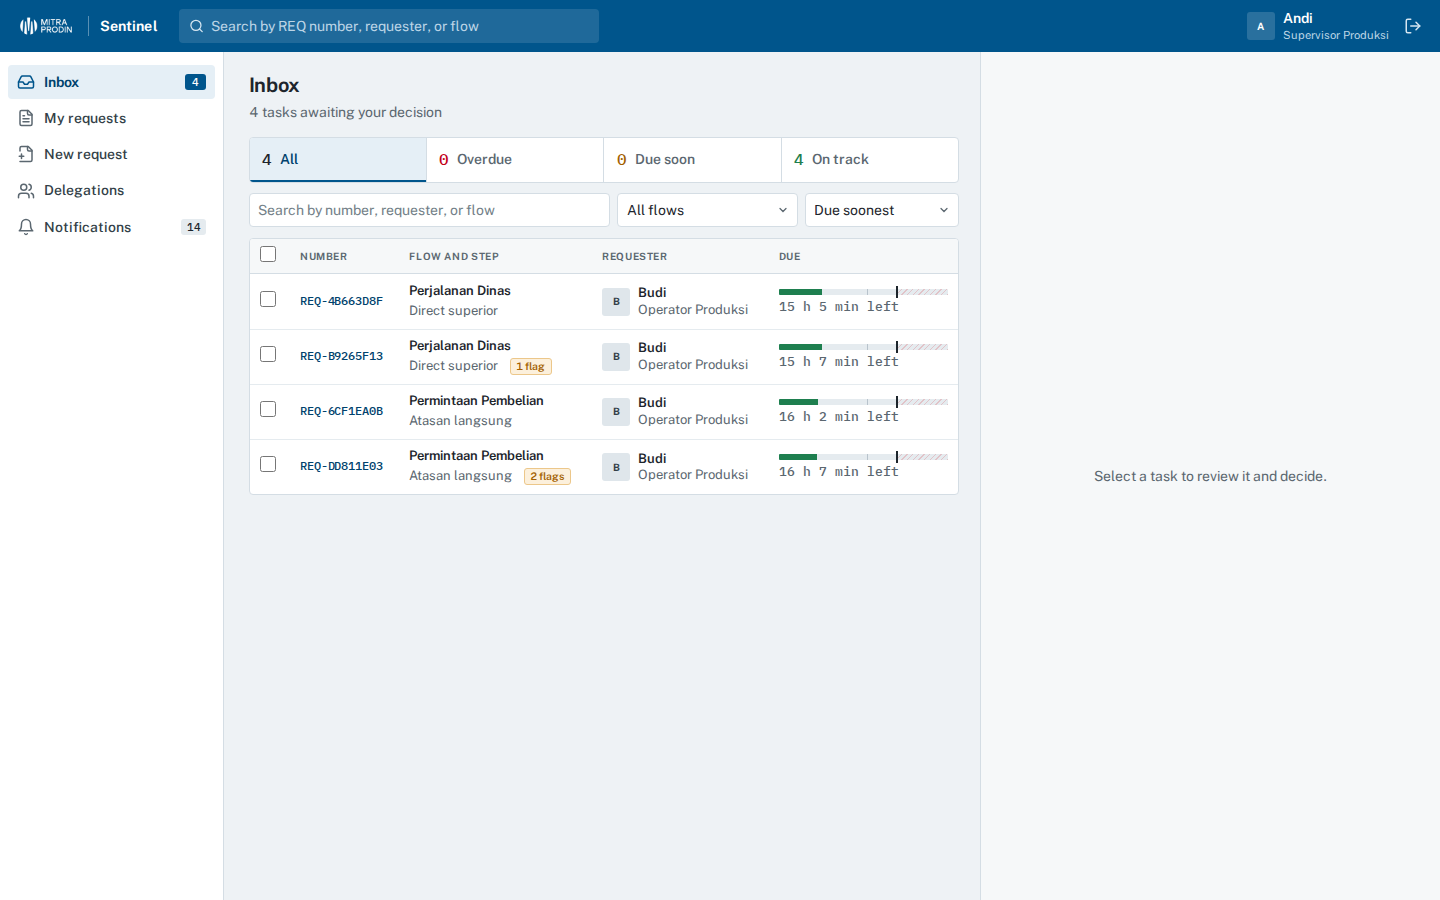 MITRA
PRODIN
Sentinel
Search by REQ number, requester, or flow
A
Andi
Supervisor Produksi
Inbox
4
My requests
New request
Delegations
Notifications
14
Inbox
4 tasks awaiting your decision
4 All
0 Overdue
0 Due soon
4 On track
Search by number, requester, or flow
All flows
Due soonest
NUMBER
FLOW AND STEP
REQUESTER
DUE
REQ-4B663D8F
Perjalanan Dinas
Direct superior
B
Budi
Operator Produksi
15 h 5 min left
REQ-B9265F13
Perjalanan Dinas
Direct superior
1 flag
B
Budi
Operator Produksi
15 h 7 min left
REQ-6CF1EA0B
Permintaan Pembelian
Atasan langsung
B
Budi
Operator Produksi
16 h 2 min left
REQ-DD811E03
Permintaan Pembelian
Atasan langsung
2 flags
B
Budi
Operator Produksi
16 h 7 min left
Select a task to review it and decide.